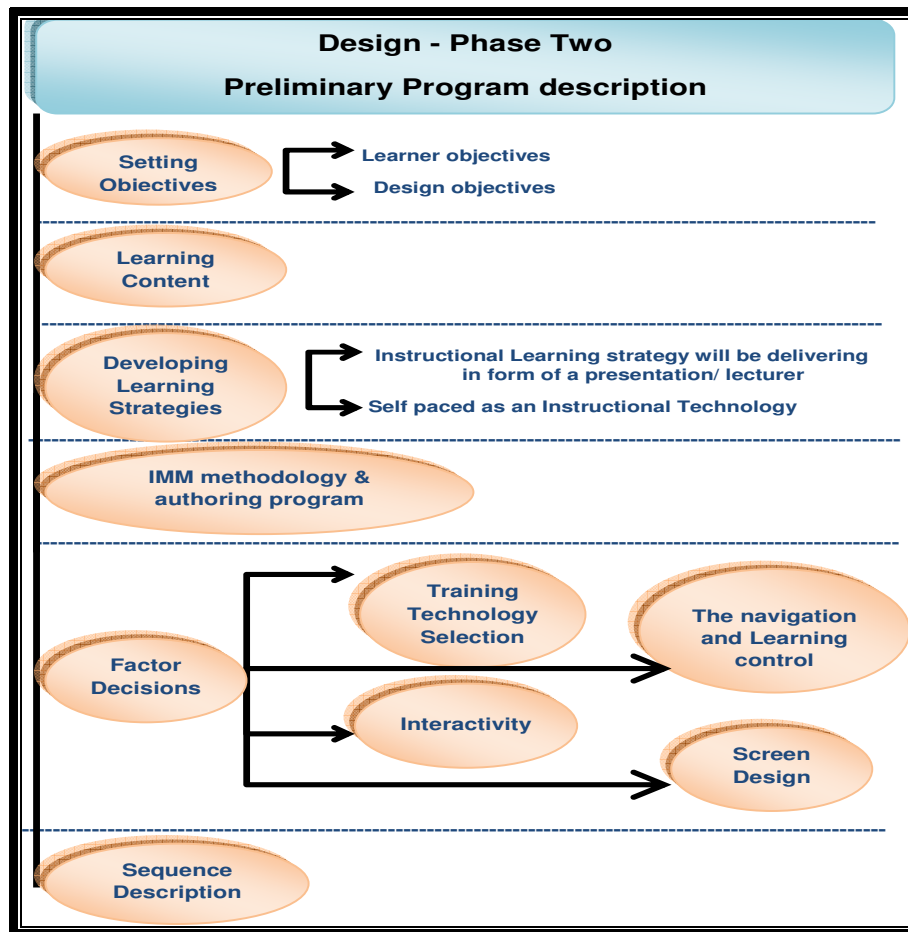 Design - Phase Two
Preliminary Program description
Setting
Objectives
Learner objectives
Design objectives
Learning
Content
Developing
Learning
Strategies
Instructional Learning strategy will be delivering
in form of a presentation/ lecturer
Self paced as an Instructional Technology
IMM methodology &
authoring program
Factor
Decisions
Training
Technology
Selection
The navigation
and Learning
control
Interactivity
Screen
Design
Sequence
Description